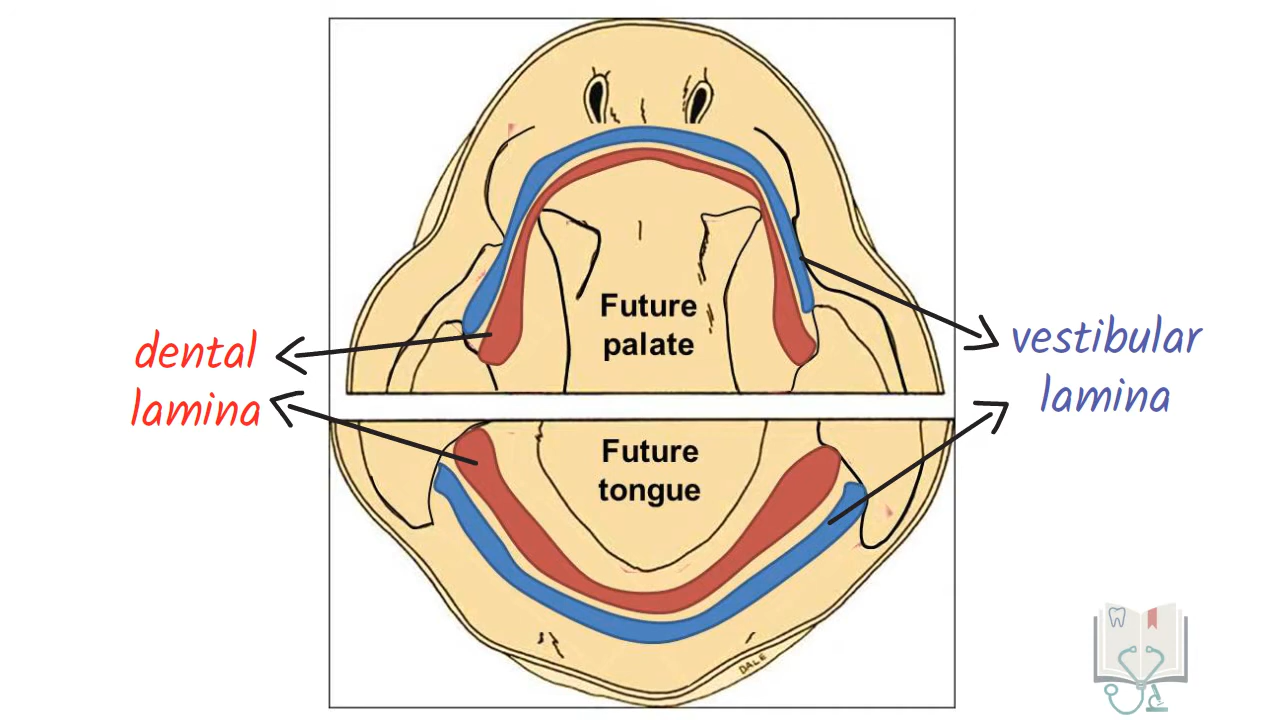 Future
palate
dental
lamina
vestibular
lamina
Future
tongue
DALE